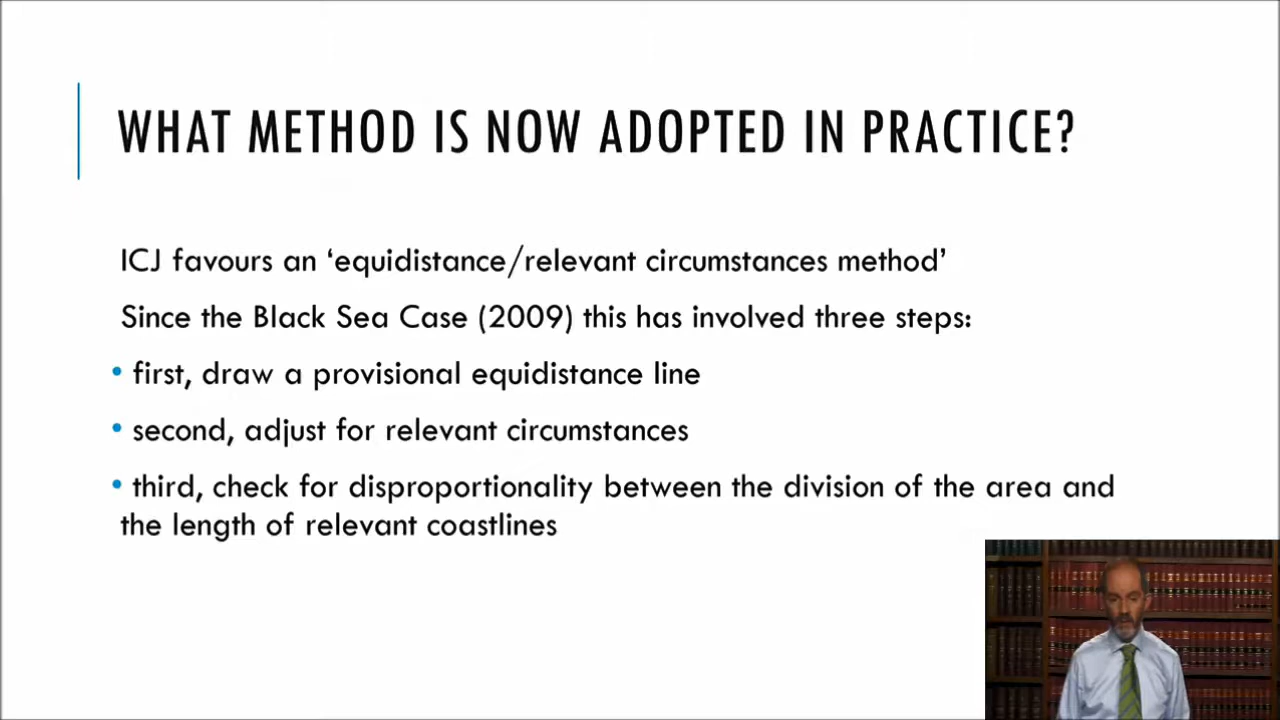 WHAT METHOD IS NOW ADOPTED IN PRACTICE?
ICJ favours an ‘equidistance/relevant circumstances method’
Since the Black Sea Case (2009) this has involved three steps:
• first, draw a provisional equidistance line
• second, adjust for relevant circumstances
• third, check for disproportionality between the division of the area and
the length of relevant coastlines